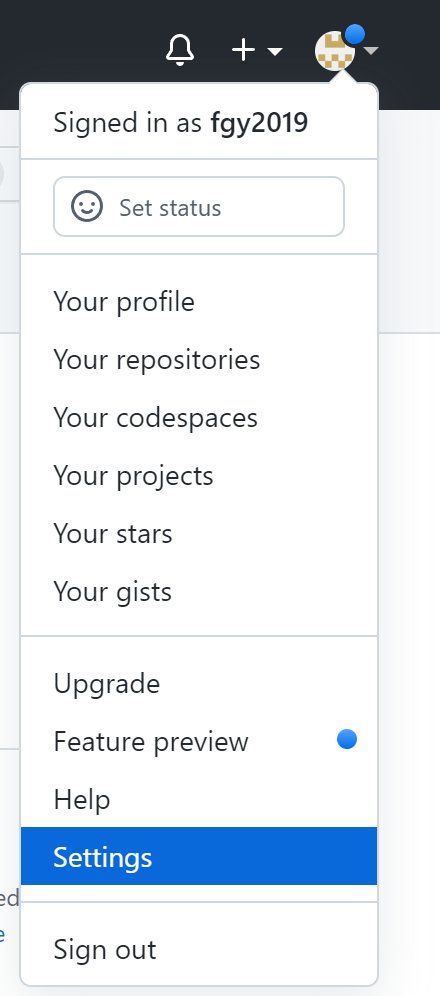 Signed in as fgy2019
Set status
Your profile
Your repositories
Your codespaces
Your projects
Your stars
Your gists
Upgrade
Feature preview
Help
Settings
ed
e
Sign out